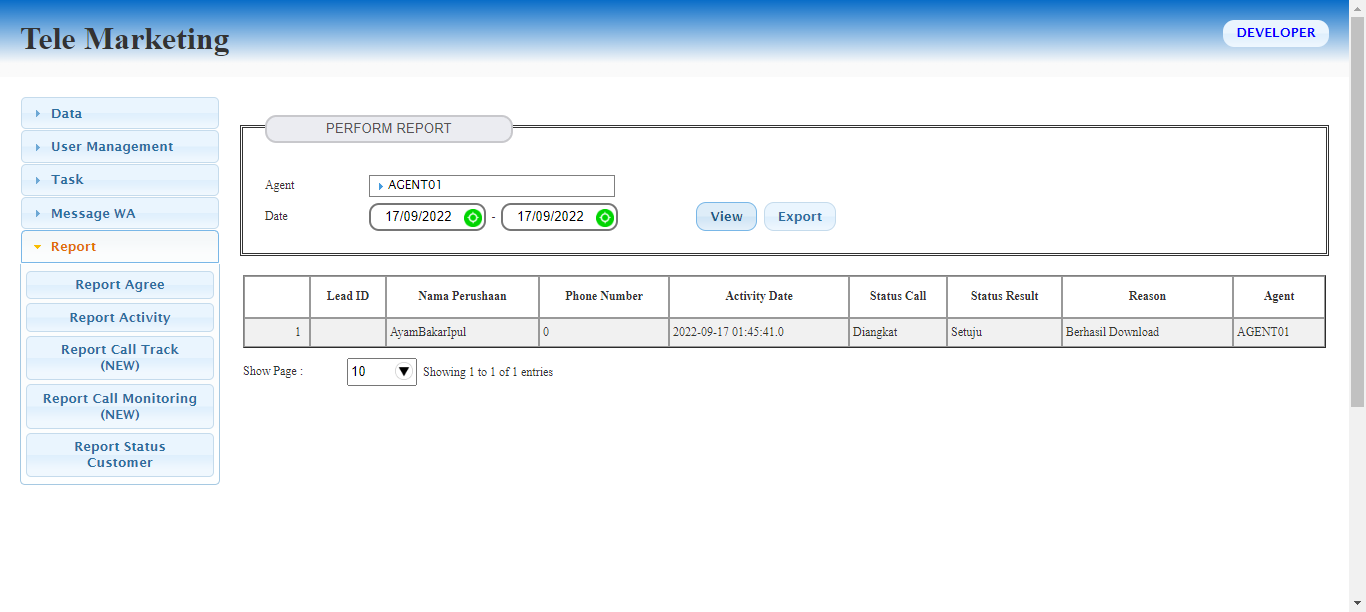 Tele Marketing
DEVELOPER
Data
User Management
Task
Message WA
Report
Report Agree
Report Activity
Report Call Track
(NEW)
Report Call Monitoring
(NEW)
Report Status
Customer
PERFORM REPORT
Agent AGENT01
Date 17/09/2022 - 17/09/2022 View Export
Lead ID Nama Perushaan Phone Number Activity Date Status Call Status Result Reason Agent
1 AyamBakarIpul 0 2022-09-17 01:45:41.0 Diangkat Setuju Berhasil Download AGENT01
Show Page : 10 Showing 1 to 1 of 1 entries